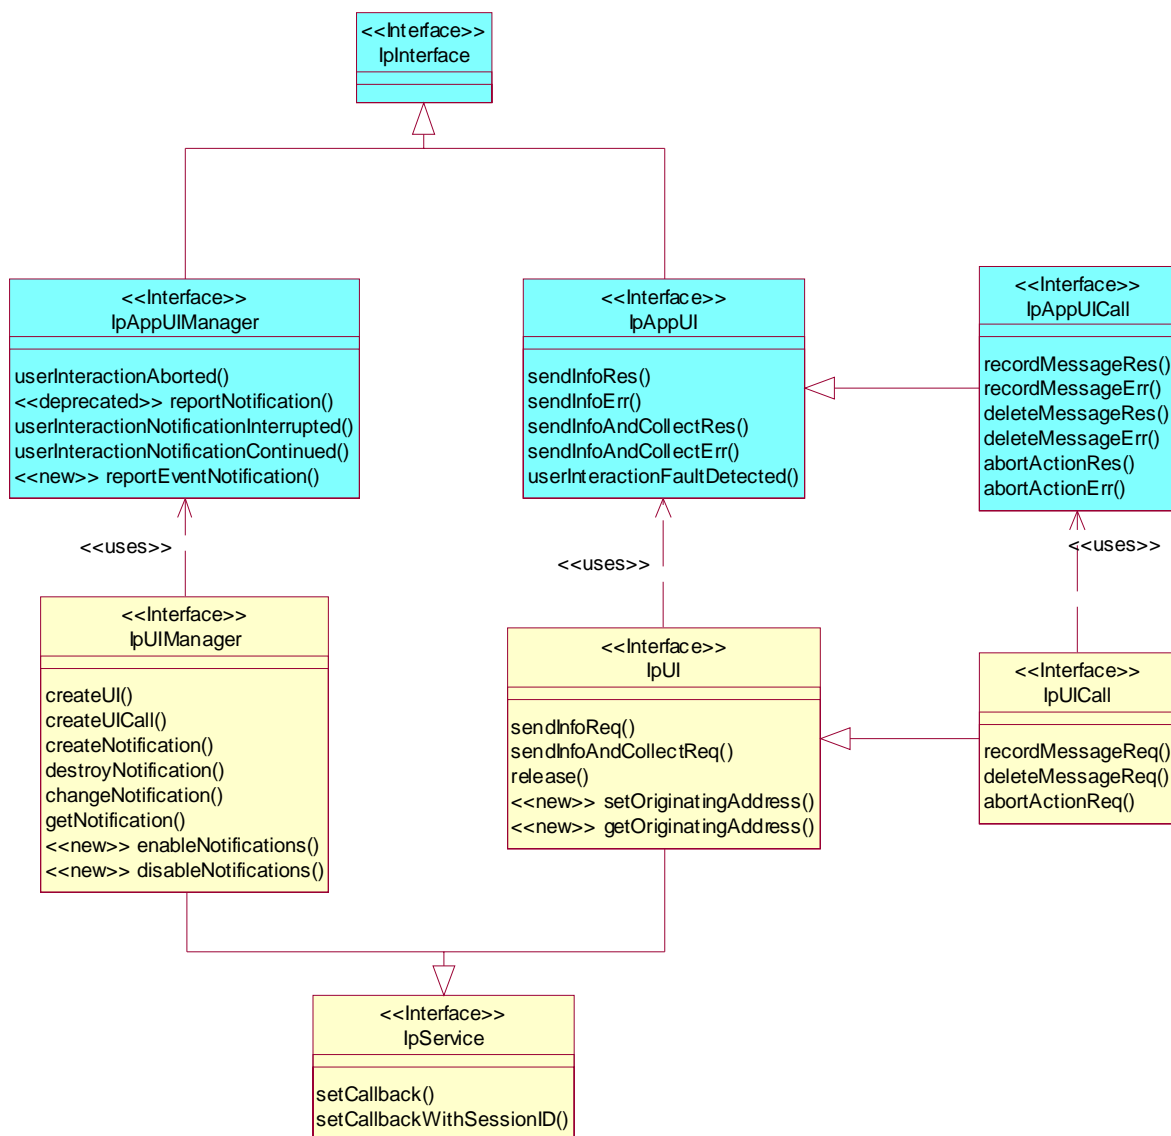 <<Interface>>
IpInterface
<<Interface>>
IpAppUIManager
userInteractionAborted()
<<deprecated>> reportNotification()
userInteractionNotificationInterrupted()
userInteractionNotificationContinued()
<<new>> reportEventNotification()
<<Interface>>
IpAppUI
sendInfoRes()
sendInfoErr()
sendInfoAndCollectRes()
sendInfoAndCollectErr()
userInteractionFaultDetected()
<<Interface>>
IpAppUICall
recordMessageRes()
recordMessageErr()
deleteMessageRes()
deleteMessageErr()
abortActionRes()
abortActionErr()
<<uses>>
<<uses>>
<<uses>>
<<Interface>>
IpUIManager
createUI()
createUICall()
createNotification()
destroyNotification()
changeNotification()
getNotification()
<<new>> enableNotifications()
<<new>> disableNotifications()
<<Interface>>
IpUI
sendInfoReq()
sendInfoAndCollectReq()
release()
<<new>> setOriginatingAddress()
<<new>> getOriginatingAddress()
<<Interface>>
IpUICall
recordMessageReq()
deleteMessageReq()
abortActionReq()
<<Interface>>
IpService
setCallback()
setCallbackWithSessionID()